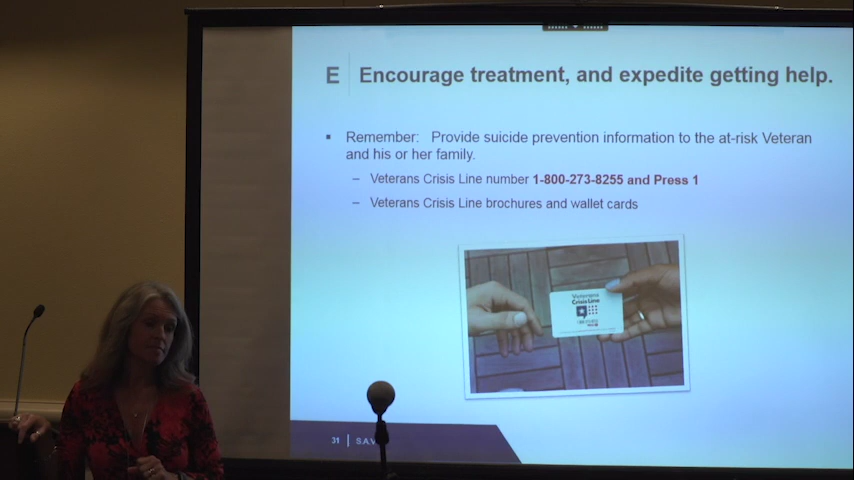 E Encourage treatment, and expedite getting help.
▪ Remember: Provide suicide prevention information to the at-risk Veteran
and his or her family.
– Veterans Crisis Line number 1-800-273-8255 and Press 1
– Veterans Crisis Line brochures and wallet cards
Veterans
Crisis Line
31 | S.A.V.